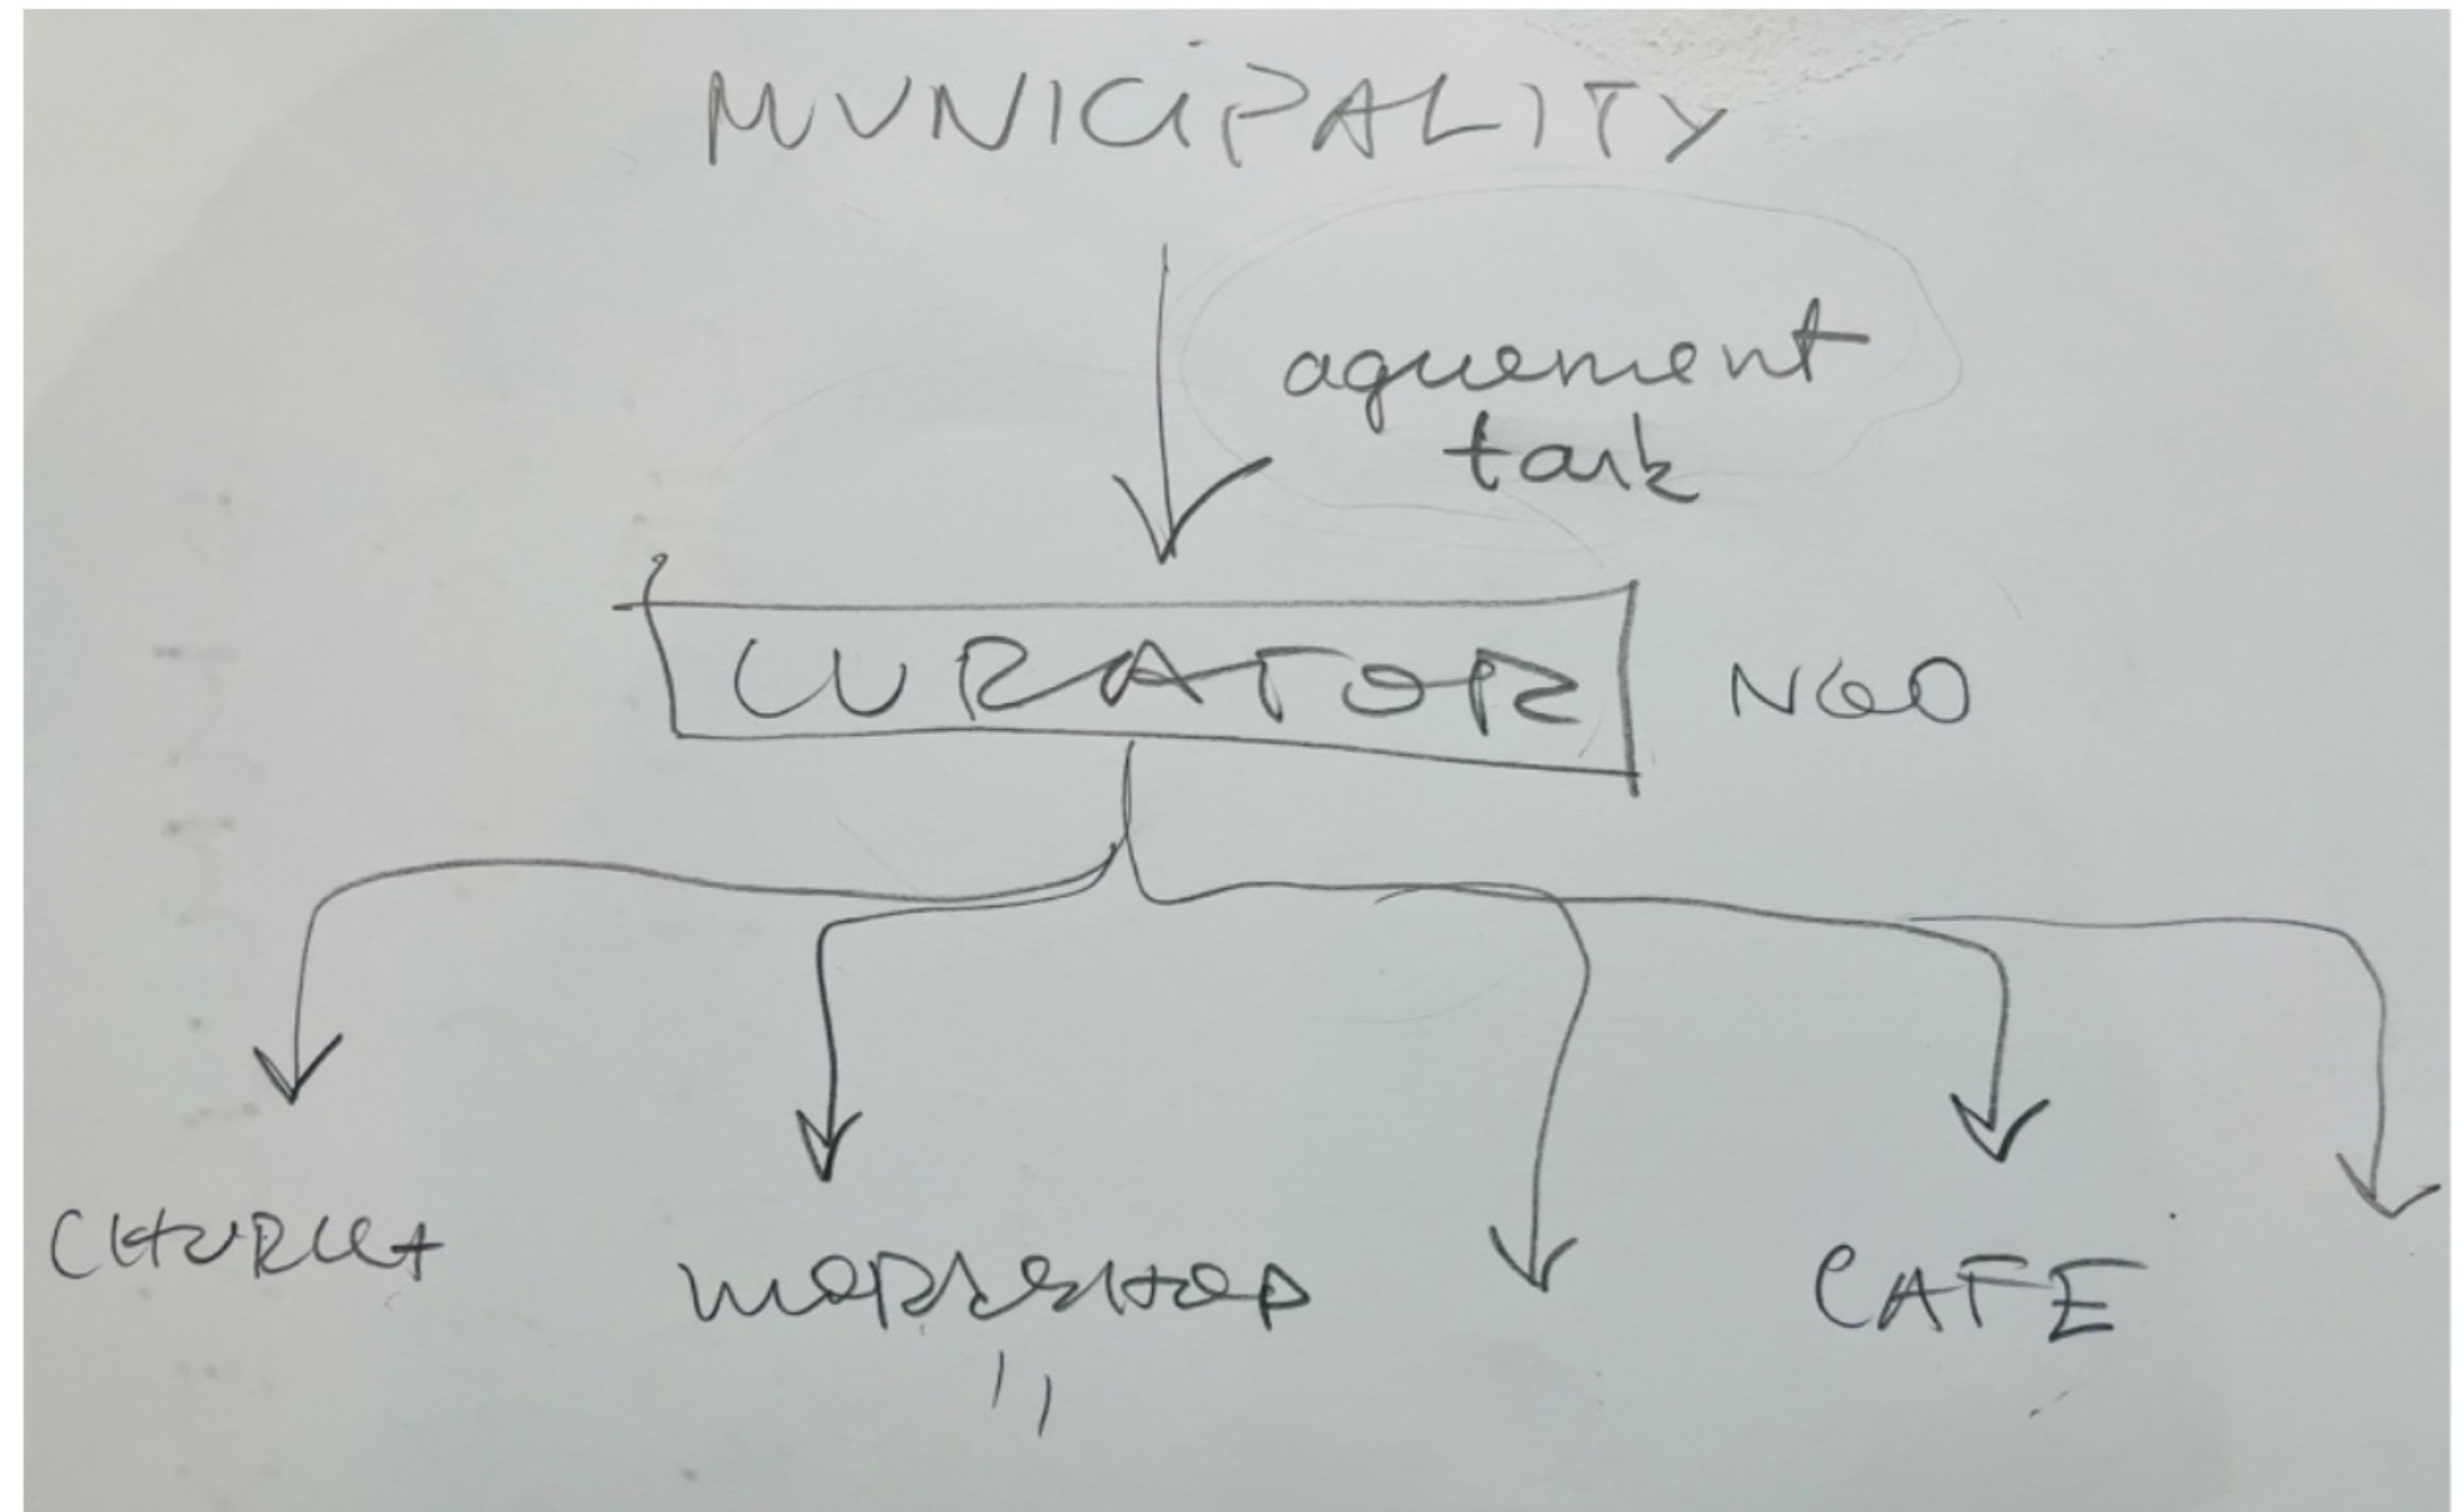 MUNICIPALITY
agreement
task
CURATOR NGO
CHURCH
WORKSHOP
CAFE